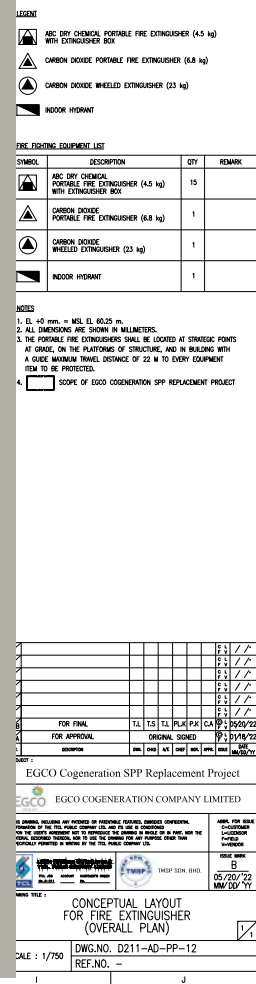 LEGENT
ABC DRY CHEMICAL PORTABLE FIRE EXTINGUISHER (4.5 kg)
WITH EXTINGUISHER BOX
CARBON DIOXIDE PORTABLE FIRE EXTINGUISHER (6.8 kg)
CARBON DIOXIDE WHEELED EXTINGUISHER (23 kg)
INDOOR HYDRANT
FIRE FIGHTING EQUIPMENT LIST
SYMBOL DESCRIPTION QTY REMARK
ABC DRY CHEMICAL
PORTABLE FIRE EXTINGUISHER (4.5 kg) 15
WITH EXTINGUISHER BOX
CARBON DIOXIDE
PORTABLE FIRE EXTINGUISHER (6.8 kg) 1
CARBON DIOXIDE
WHEELED EXTINGUISHER (23 kg) 1
INDOOR HYDRANT 1
NOTES
1. EL +0 mm. = MSL EL 60.25 m.
2. ALL DIMENSIONS ARE SHOWN IN MILLIMETERS.
3. THE PORTABLE FIRE EXTINGUISHERS SHALL BE LOCATED AT STRATEGIC POINTS
AT GRADE, ON THE PLATFORMS OF STRUCTURE, AND IN BUILDING WITH
A GUIDE MAXIMUM TRAVEL DISTANCE OF 22 M TO EVERY EQUIPMENT
ITEM TO BE PROTECTED.
4. SCOPE OF EGCO COGENERATION SPP REPLACEMENT PROJECT
C L / /
F V
C L / /
F V
C L / /
F V
C L / /
F V
C L / /
F V
B FOR FINAL T.L T.S T.L PL.K P.K C.A 05/20/'22
A FOR APPROVAL ORIGINAL SIGNED 01/18/'22
DESCRIPTION DWN. CHKD A/E CHEF MGR. APPR. ISSUE DATE
MM/DD/'YY
EGCO Cogeneration SPP Replacement Project
EGCO EGCO COGENERATION COMPANY LIMITED
ABBR. FOR ISSUE
C=CUSTOMER
L=LICENSOR
F=FIELD
V=VENDOR
TMSP TMSP SDN. BHD.
ISSUE MARK
B
05/20/'22
MM/DD/'YY
CONCEPTUAL LAYOUT
FOR FIRE EXTINGUISHER
(OVERALL PLAN)
1/1
CALE : 1/750 DWG.NO. D211-AD-PP-12
REF.NO. -
I J